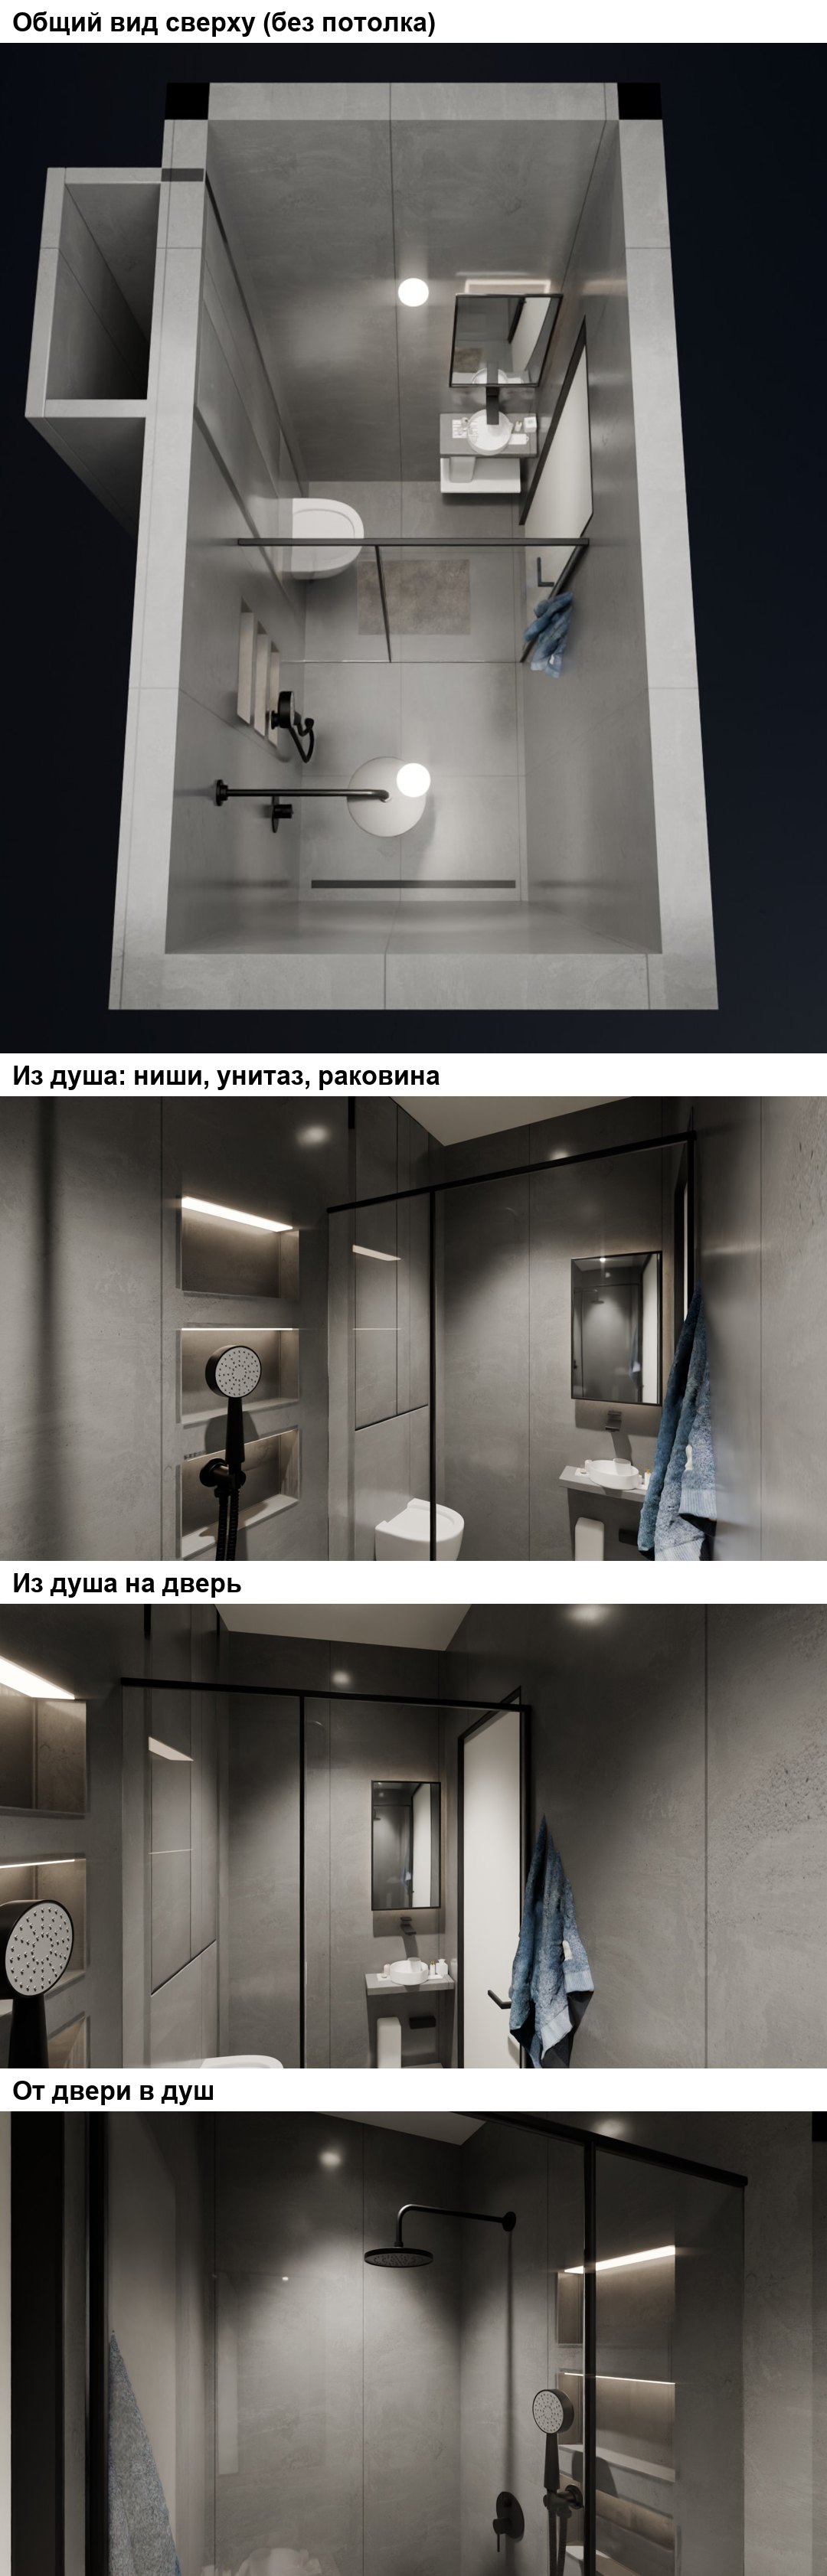 Общий вид сверху (без потолка)
Из душа: ниши, унитаз, раковина
Из душа на дверь
От двери в душ